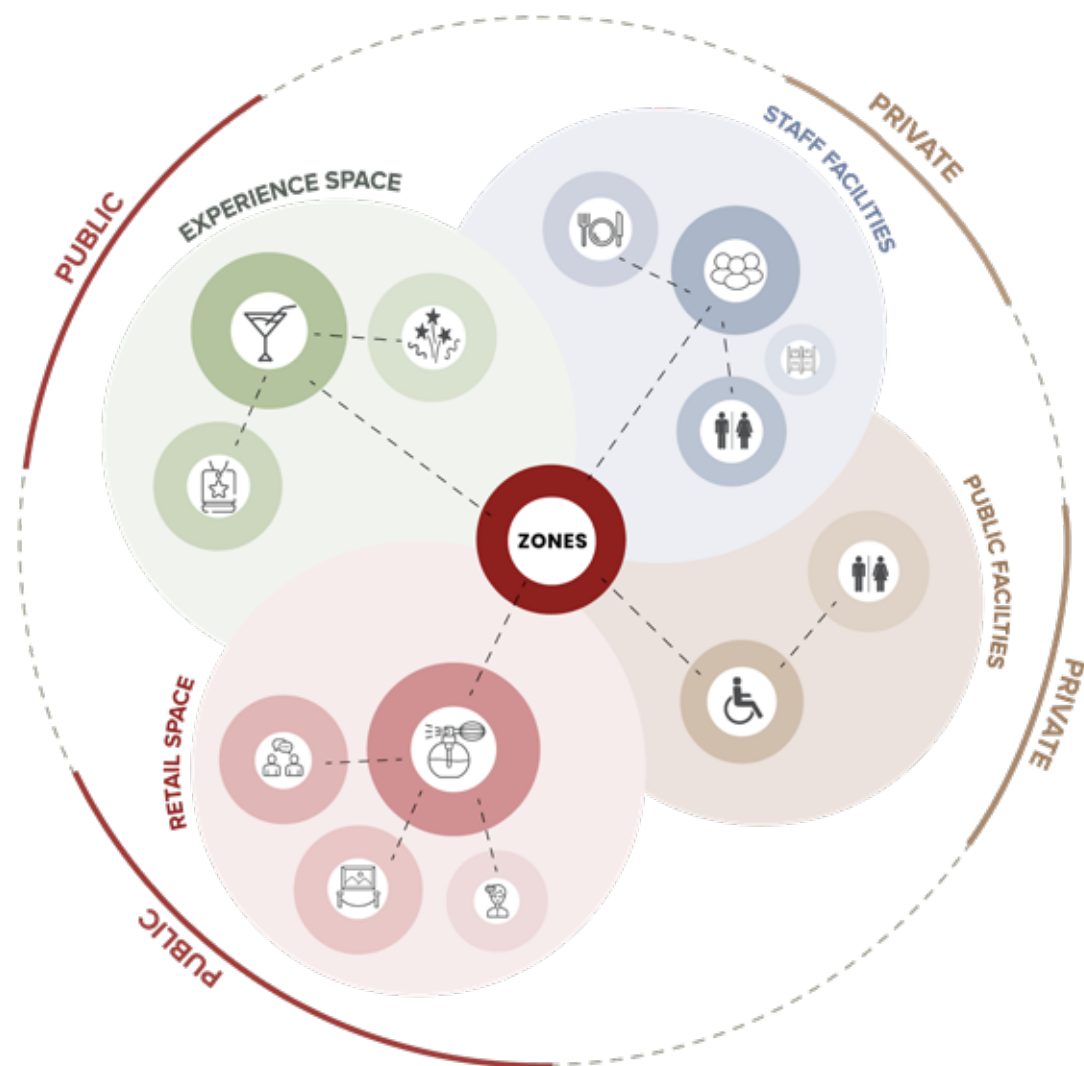 PUBLIC
EXPERIENCE SPACE
STAFF FACILITIES
PRIVATE
ZONES
PUBLIC FACILTIES
PRIVATE
RETAIL SPACE
PUBLIC